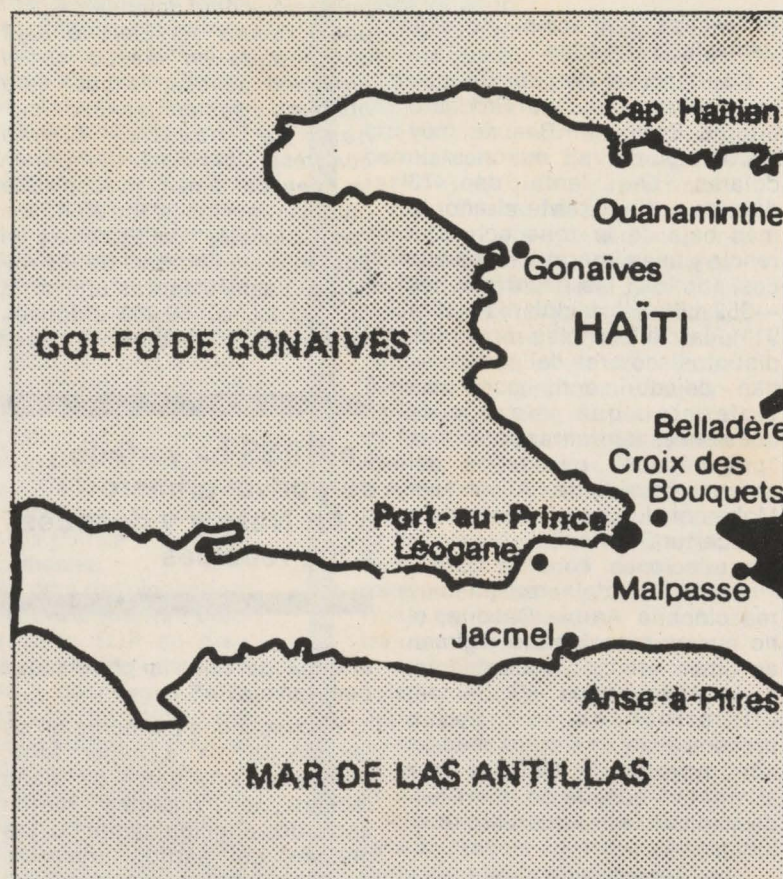 Cap Haïtien
Ouanaminthe
Gonaïves
HAÏTI
GOLFO DE GONAIVES
Belladère
Croix des
Bouquets
Port-au-Prince
Léogane
Malpasse
Jacmel
Anse-à-Pitres
MAR DE LAS ANTILLAS